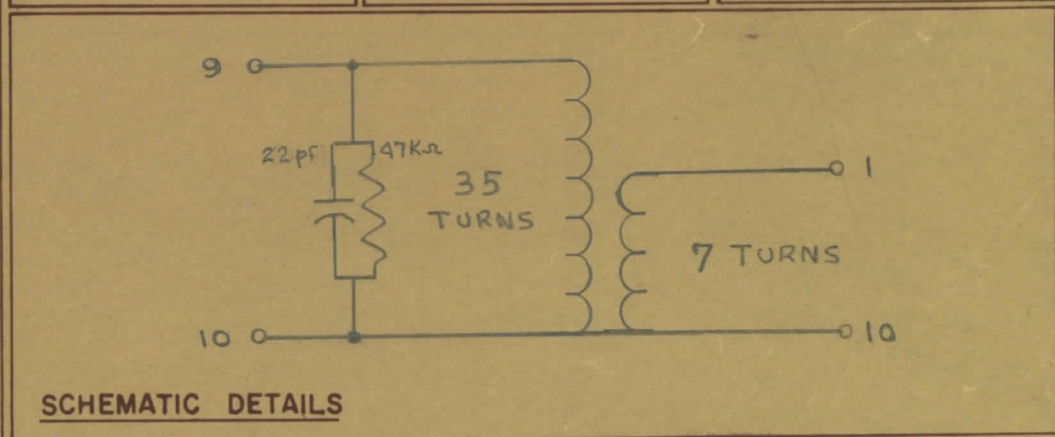 9
22pf 47KΩ
35
TURNS
1
7 TURNS
10
10
SCHEMATIC DETAILS